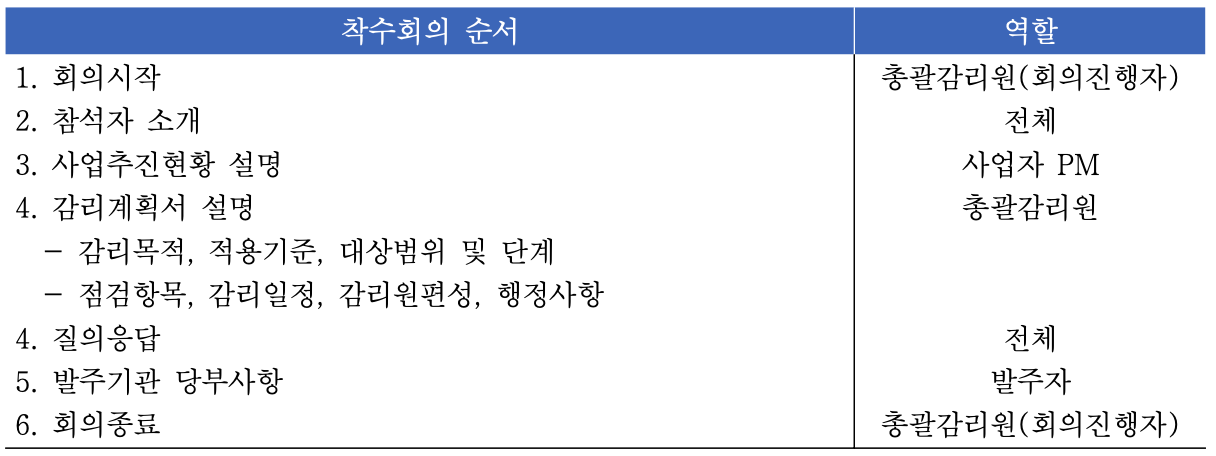 착수회의 순서 역할
1. 회의시작 총괄감리원(회의진행자)
2. 참석자 소개 전체
3. 사업추진현황 설명 사업자 PM
4. 감리계획서 설명 총괄감리원
- 감리목적, 적용기준, 대상범위 및 단계
- 점검항목, 감리일정, 감리원편성, 행정사항
4. 질의응답 전체
5. 발주기관 당부사항 발주자
6. 회의종료 총괄감리원(회의진행자)